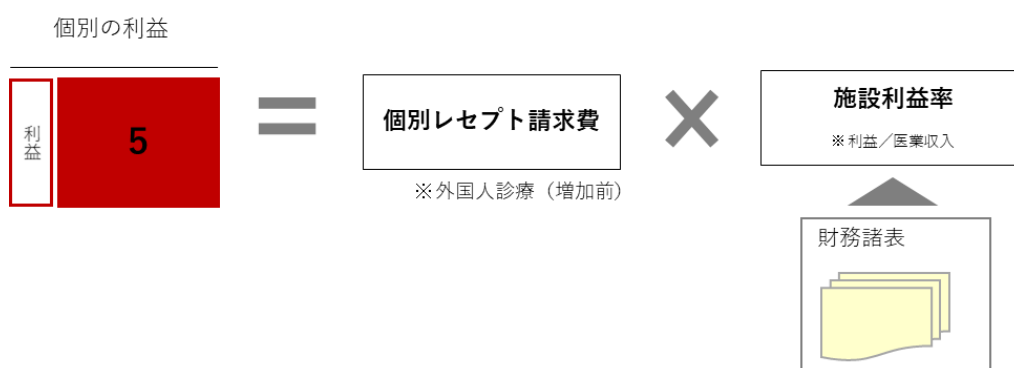 個別の利益
利益
5
個別レセプト請求費
※外国人診療（増加前）
施設利益率
※利益／医業収入
財務諸表